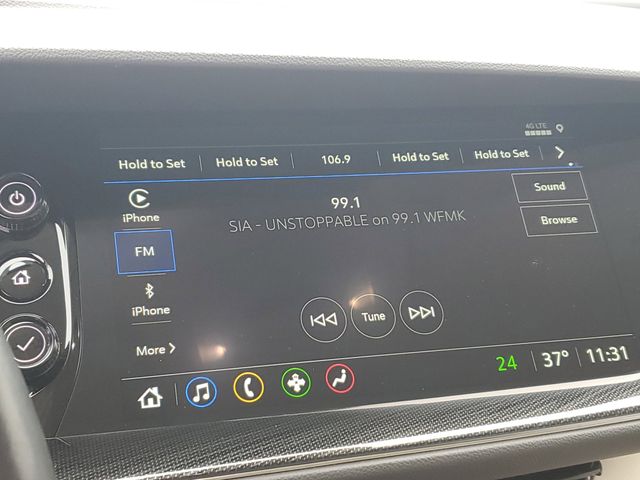 4G LTE
Hold to Set Hold to Set 106.9 Hold to Set Hold to Set
iPhone
99.1
Sound
SIA - UNSTOPPABLE on 99.1 WFMK
Browse
FM
iPhone
Tune
More
24 37° 11:31